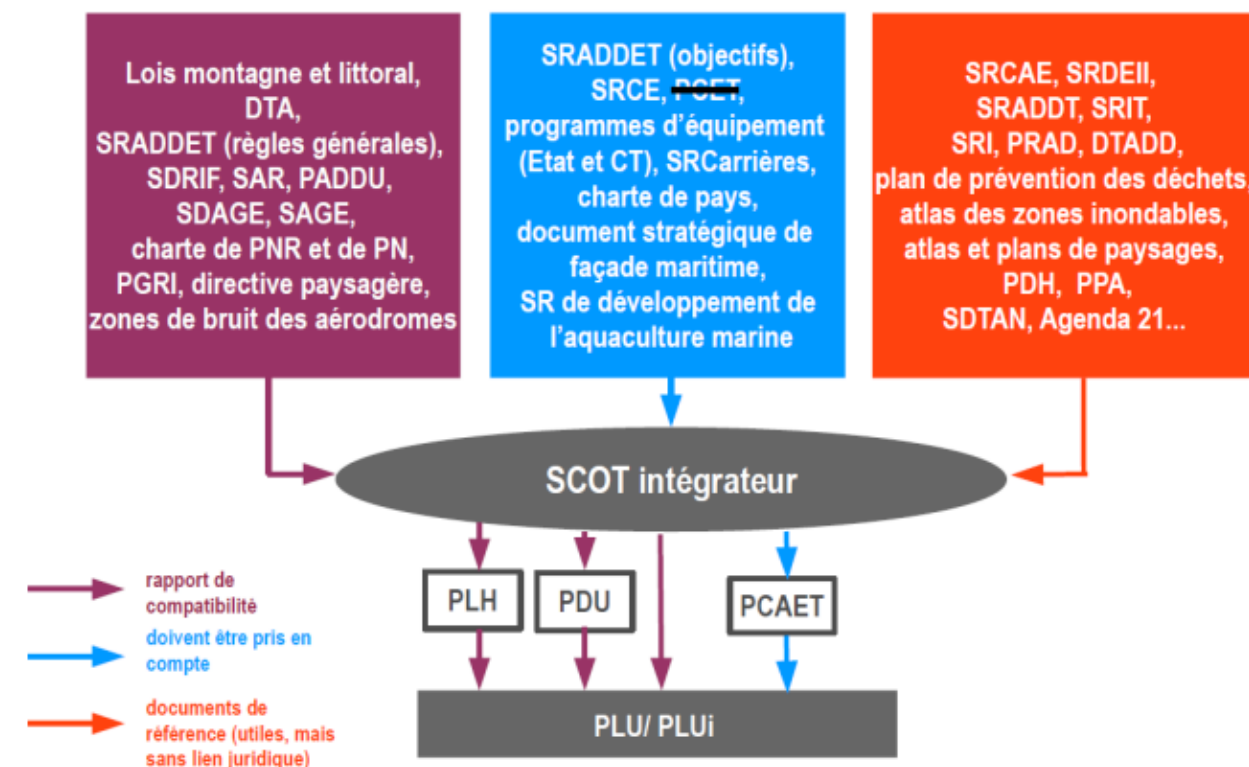 Lois montagne et littoral,
DTA,
SRADDET (règles générales),
SDRIF, SAR, PADDU,
SDAGE, SAGE,
charte de PNR et de PN,
PGRI, directive paysagère,
zones de bruit des aérodromes
SRADDET (objectifs),
SRCE, PCET,
programmes d'équipement
(Etat et CT), SRCarrières,
charte de pays,
document stratégique de
façade maritime,
SR de développement de
l'aquaculture marine
SRCAE, SRDEII,
SRADDT, SRIT,
SRI, PRAD, DTADD,
plan de prévention des déchets,
atlas des zones inondables,
atlas et plans de paysages,
PDH, PPA,
SDTAN, Agenda 21...
SCOT intégrateur
PLH
PDU
PCAET
PLU/ PLUi
rapport de
compatibilité
doivent être pris en
compte
documents de
référence (utiles, mais
sans lien juridique)